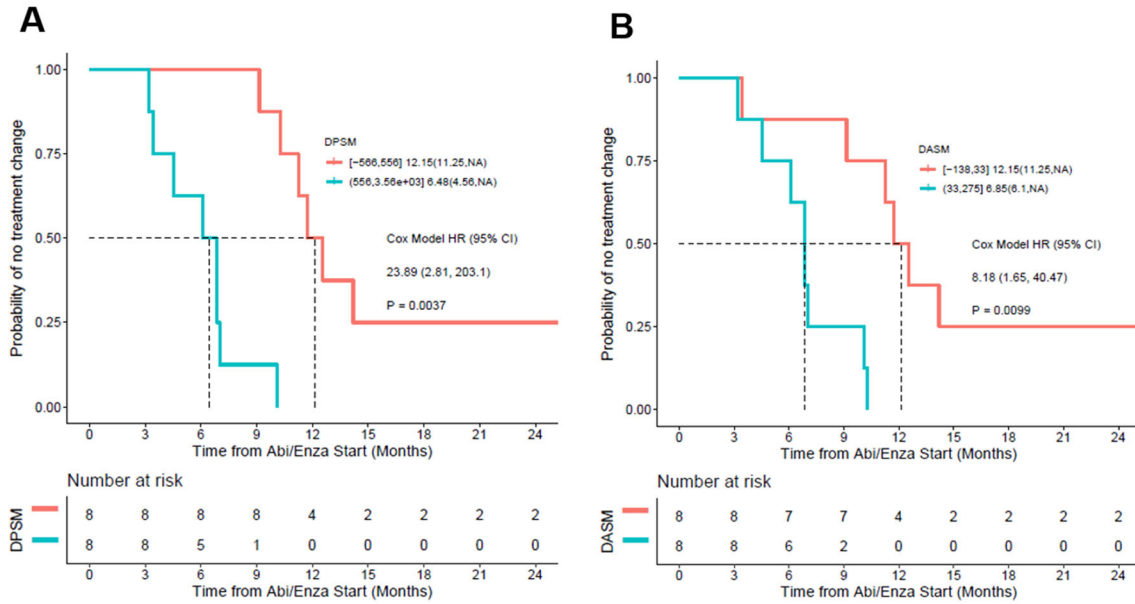 A
Probability of no treatment change
1.00
0.75
0.50
0.25
0.00
DPSM
[−566,556] 12.15(11.25,NA)
(556,3.56e+03] 6.48(4.56,NA)
Cox Model HR (95% CI)
23.89 (2.81, 203.1)
P = 0.0037
0 3 6 9 12 15 18 21 24
Time from Abi/Enza Start (Months)
Number at risk
DPSM
8 8 8 8 4 2 2 2 2
8 8 5 1 0 0 0 0 0
0 3 6 9 12 15 18 21 24
Time from Abi/Enza Start (Months)
B
Probability of no treatment change
1.00
0.75
0.50
0.25
0.00
DASM
[−138,33] 12.15(11.25,NA)
(33,275] 6.85(6.1,NA)
Cox Model HR (95% CI)
8.18 (1.65, 40.47)
P = 0.0099
0 3 6 9 12 15 18 21 24
Time from Abi/Enza Start (Months)
Number at risk
DASM
8 8 7 7 4 2 2 2 2
8 8 6 2 0 0 0 0 0
0 3 6 9 12 15 18 21 24
Time from Abi/Enza Start (Months)